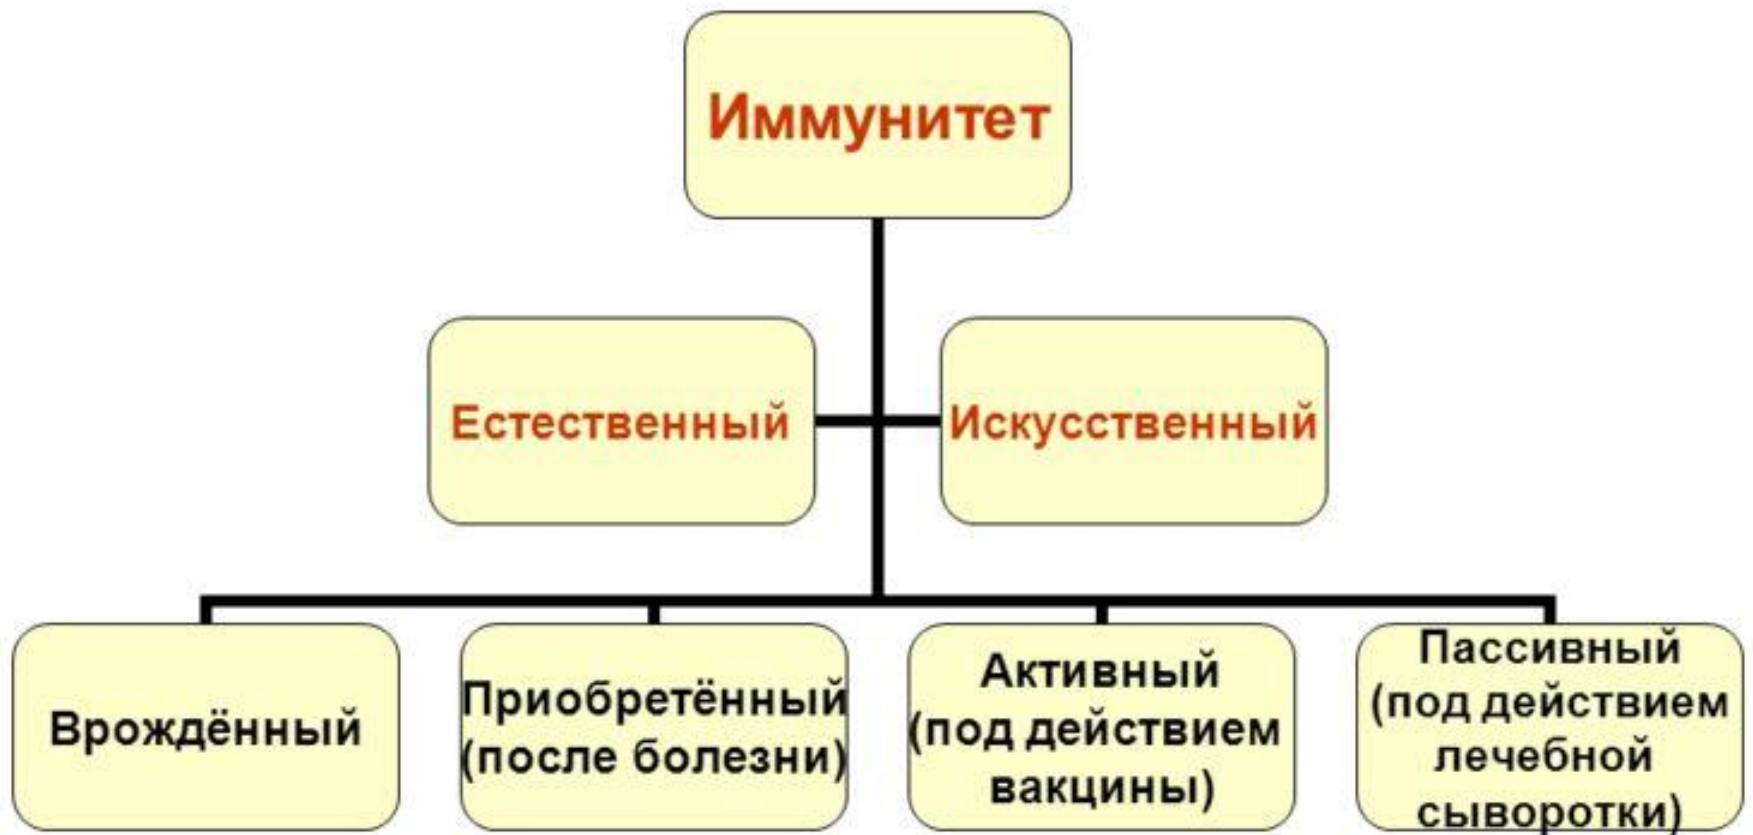 Иммунитет
Естественный
Искусственный
Врождённый
Приобретённый
(после болезни)
Активный
(под действием
вакцины)
Пассивный
(под действием
лечебной
сыворотки)